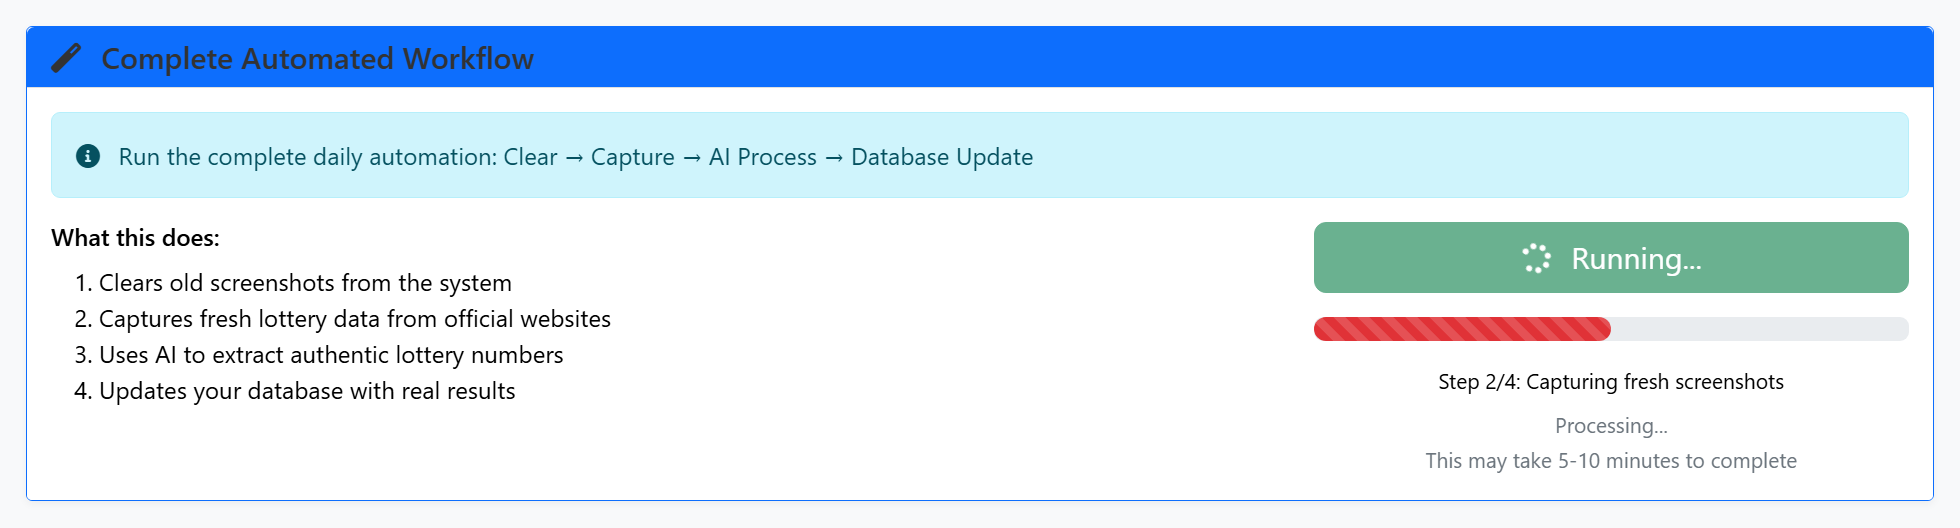 Complete Automated Workflow
Run the complete daily automation: Clear → Capture → AI Process → Database Update
What this does:
1. Clears old screenshots from the system
2. Captures fresh lottery data from official websites
3. Uses AI to extract authentic lottery numbers
4. Updates your database with real results
Running...
Step 2/4: Capturing fresh screenshots
Processing...
This may take 5-10 minutes to complete